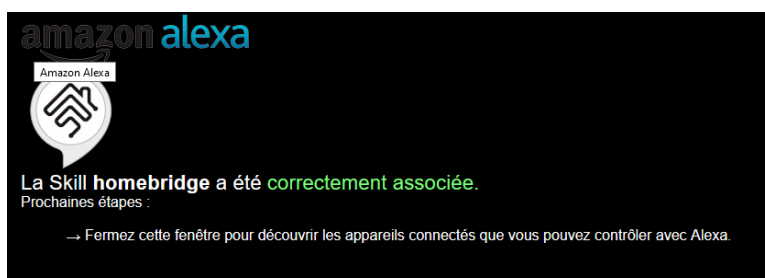 amazon alexa
Amazon Alexa
La Skill homebridge a été correctement associée.
Prochaines étapes :
→ Fermez cette fenêtre pour découvrir les appareils connectés que vous pouvez contrôler avec Alexa.